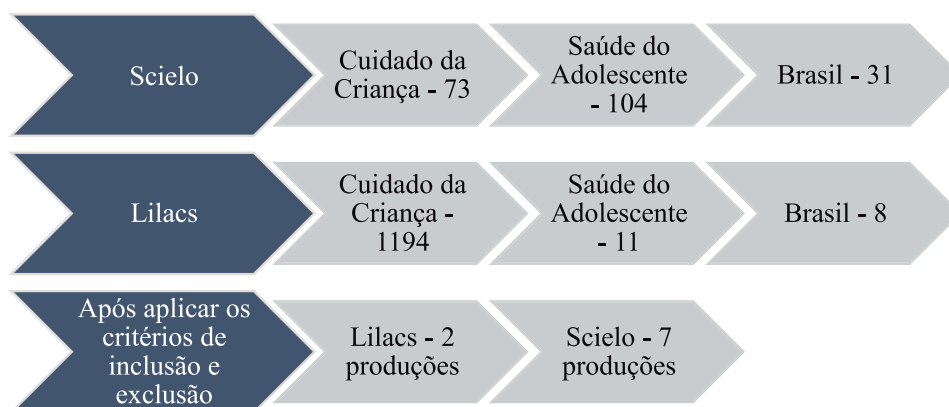 Scielo
Cuidado da
Criança - 73
Saúde do
Adolescente
- 104
Brasil - 31
Lilacs
Cuidado da
Criança -
1194
Saúde do
Adolescente
- 11
Brasil - 8
Após aplicar os
critérios de
inclusão e
exclusão
Lilacs - 2
produções
Scielo - 7
produções